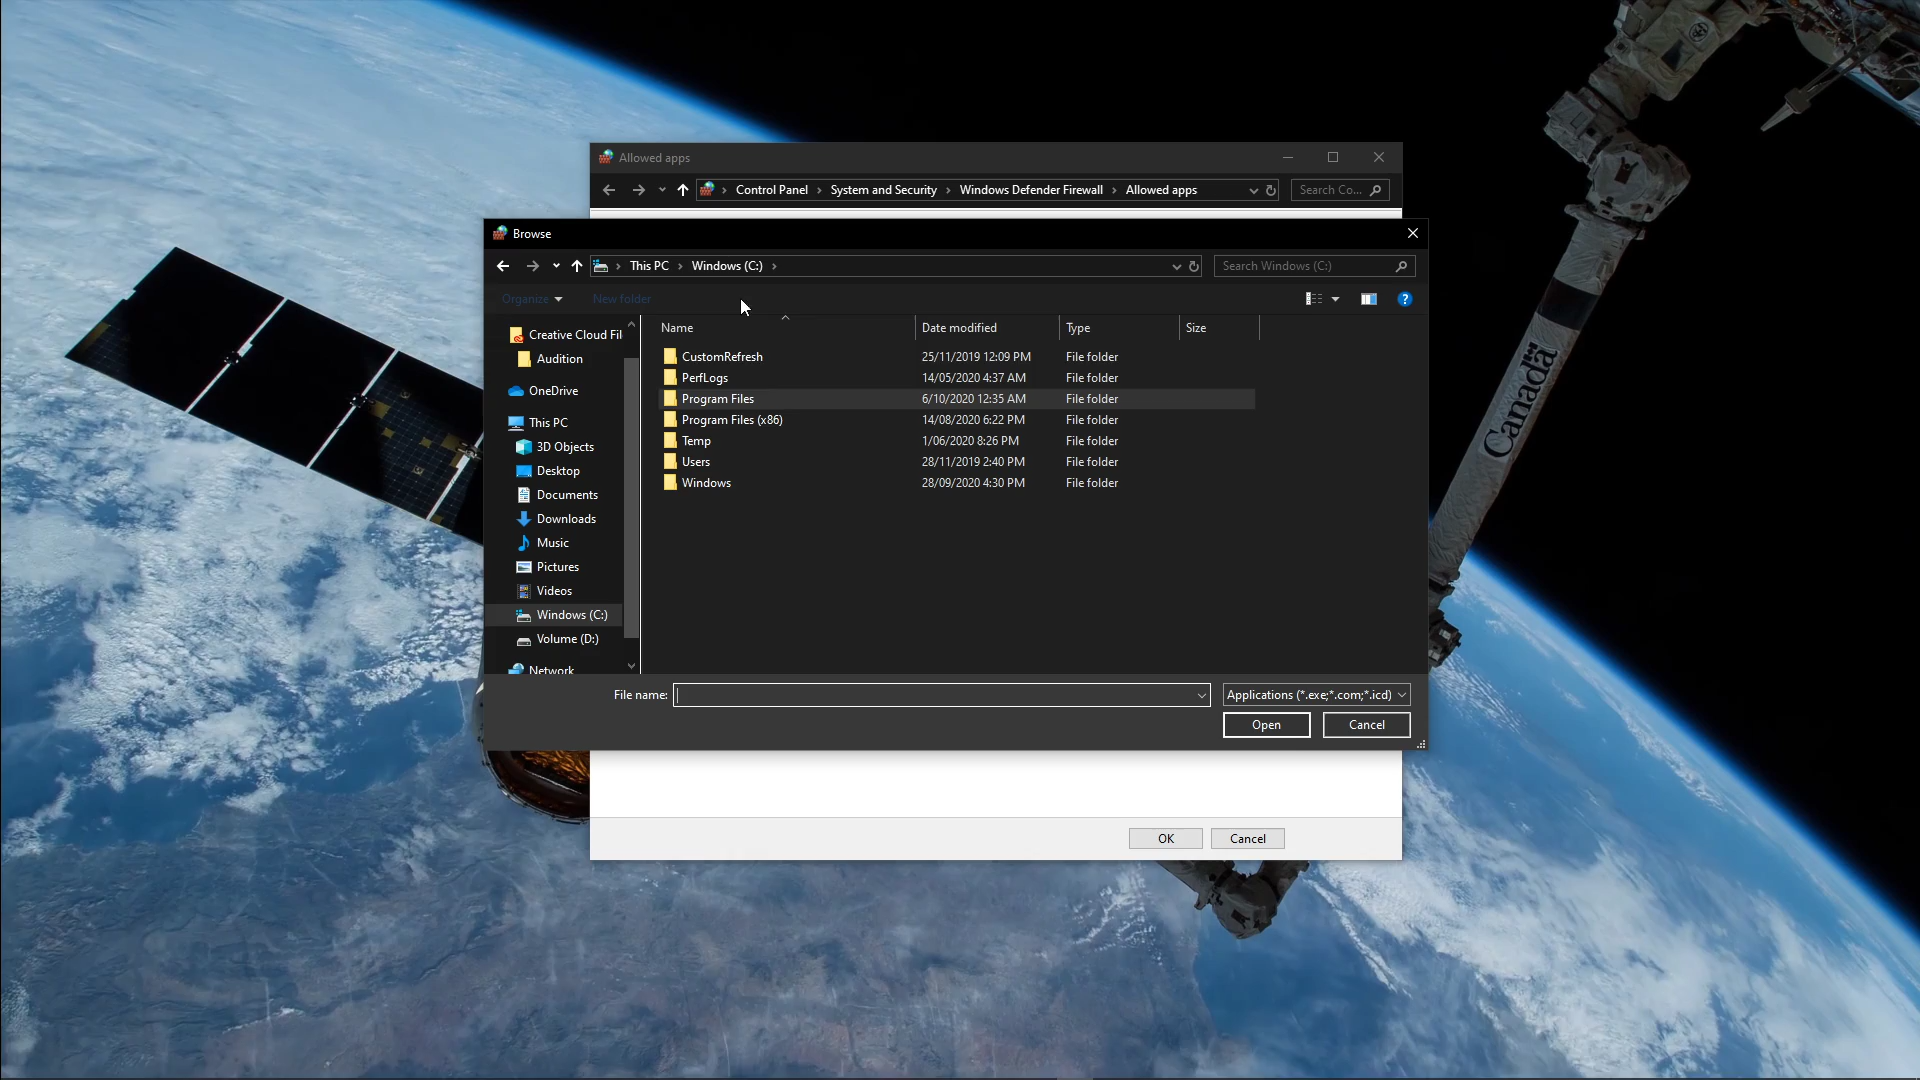 Allowed apps
Control Panel System and Security Windows Defender Firewall Allowed apps Search Co...
Browse
This PC Windows (C:) Search Windows (C:)
Organize New folder
Name Date modified Type Size
Creative Cloud Fil
Audition
OneDrive
This PC
3D Objects
Desktop
Documents
Downloads
Music
Pictures
Videos
Windows (C:)
Volume (D:)
Network
CustomRefresh 25/11/2019 12:09 PM File folder
PerfLogs 14/05/2020 4:37 AM File folder
Program Files 6/10/2020 12:35 AM File folder
Program Files (x86) 14/08/2020 6:22 PM File folder
Temp 1/06/2020 8:26 PM File folder
Users 28/11/2019 2:40 PM File folder
Windows 28/09/2020 4:30 PM File folder
File name: Applications (*.exe;*.com;*.icd)
Open Cancel
OK Cancel
Canada